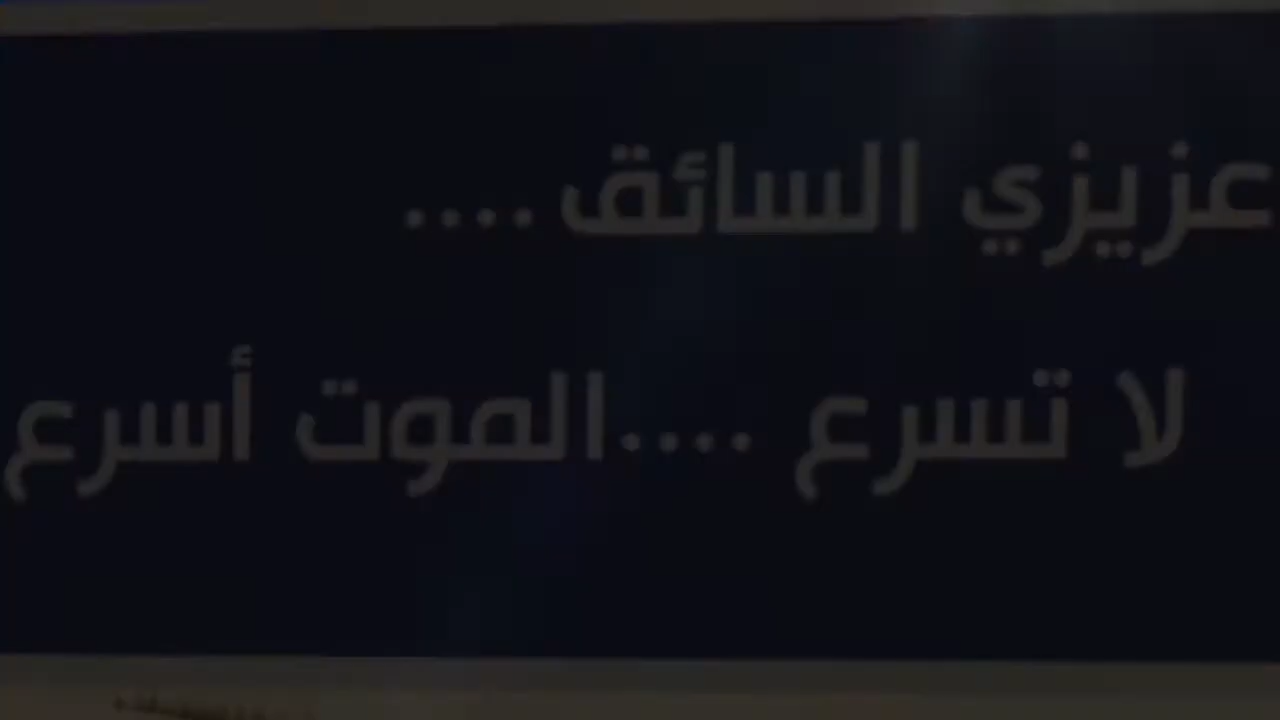 عزيزي السائق ....
لا تسرع ....الموت أسرع